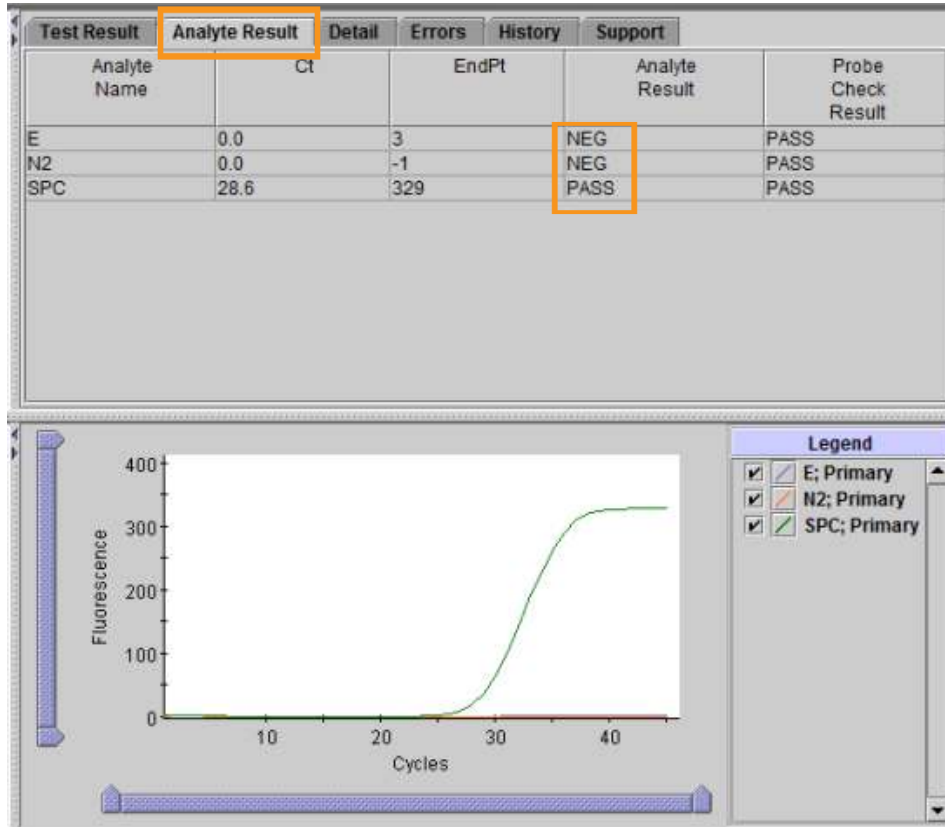 Test Result Analyte Result Detail Errors History Support
Analyte Name Ct EndPt Analyte Result Probe Check Result
E 0.0 3 NEG PASS
N2 0.0 -1 NEG PASS
SPC 28.6 329 PASS PASS
Legend
E; Primary
N2; Primary
SPC; Primary
Fluorescence
400
300
200
100
0
10 20 30 40
Cycles